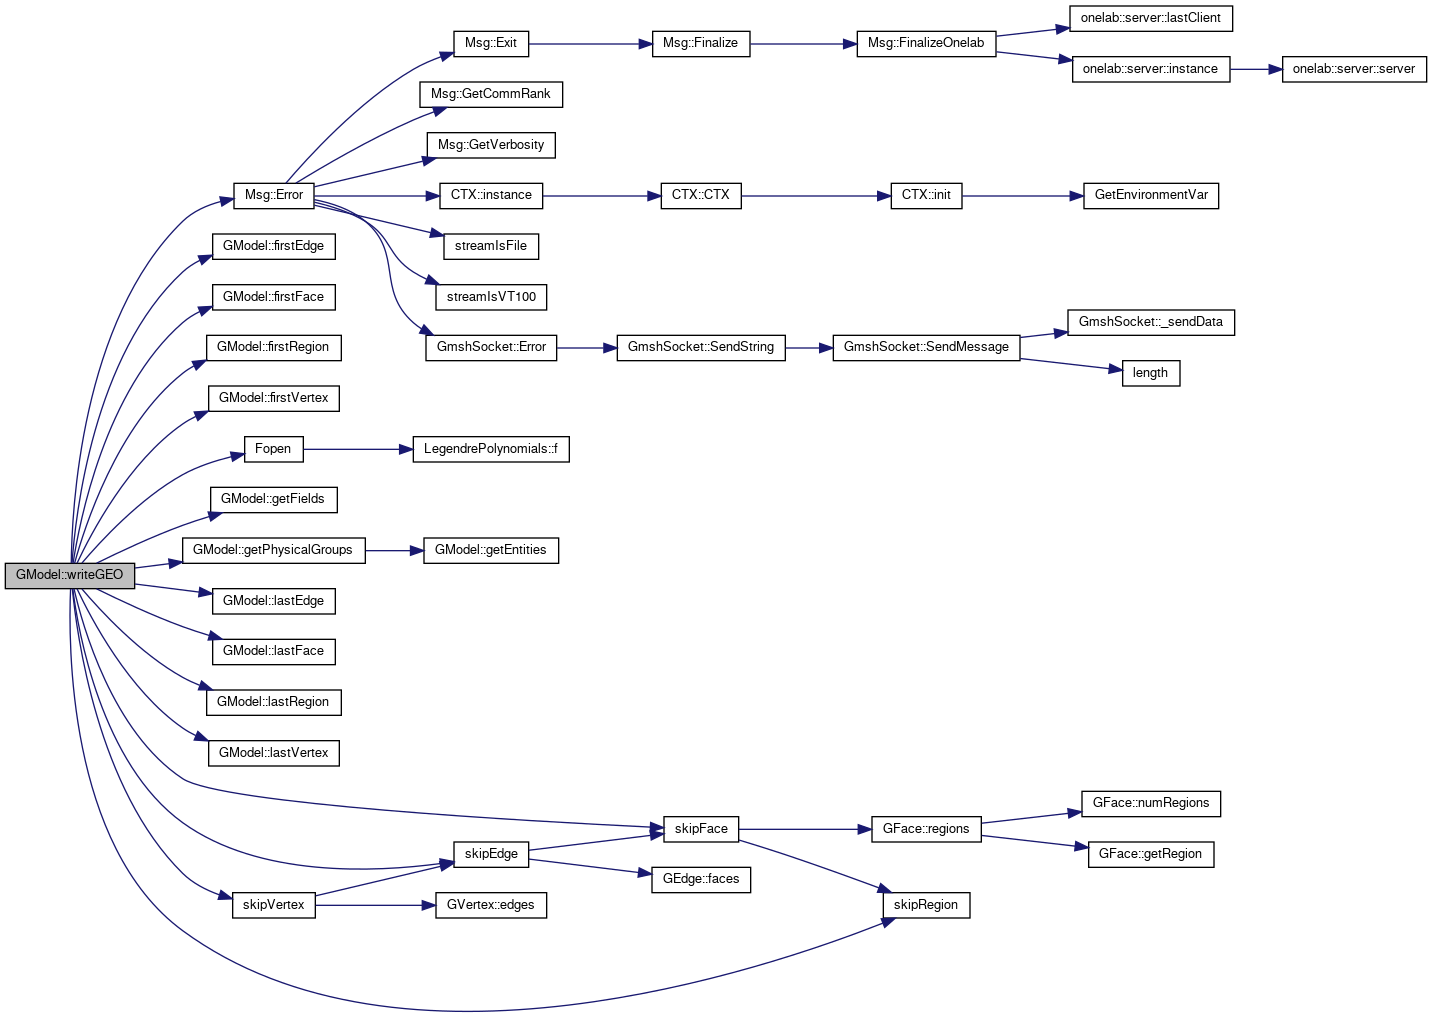 onelab::server::lastClient
Msg::Exit
Msg::Finalize
Msg::FinalizeOnelab
onelab::server::instance
onelab::server::server
Msg::GetCommRank
Msg::GetVerbosity
Msg::Error
CTX::instance
CTX::CTX
CTX::init
GetEnvironmentVar
GModel::firstEdge
streamIsFile
GModel::firstFace
streamIsVT100
GmshSocket::_sendData
GModel::firstRegion
GmshSocket::Error
GmshSocket::SendString
GmshSocket::SendMessage
length
GModel::firstVertex
Fopen
LegendrePolynomials::f
GModel::getFields
GModel::getPhysicalGroups
GModel::getEntities
GModel::writeGEO
GModel::lastEdge
GModel::lastFace
GModel::lastRegion
GModel::lastVertex
GFace::numRegions
skipFace
GFace::regions
skipEdge
GFace::getRegion
GEdge::faces
skipVertex
GVertex::edges
skipRegion